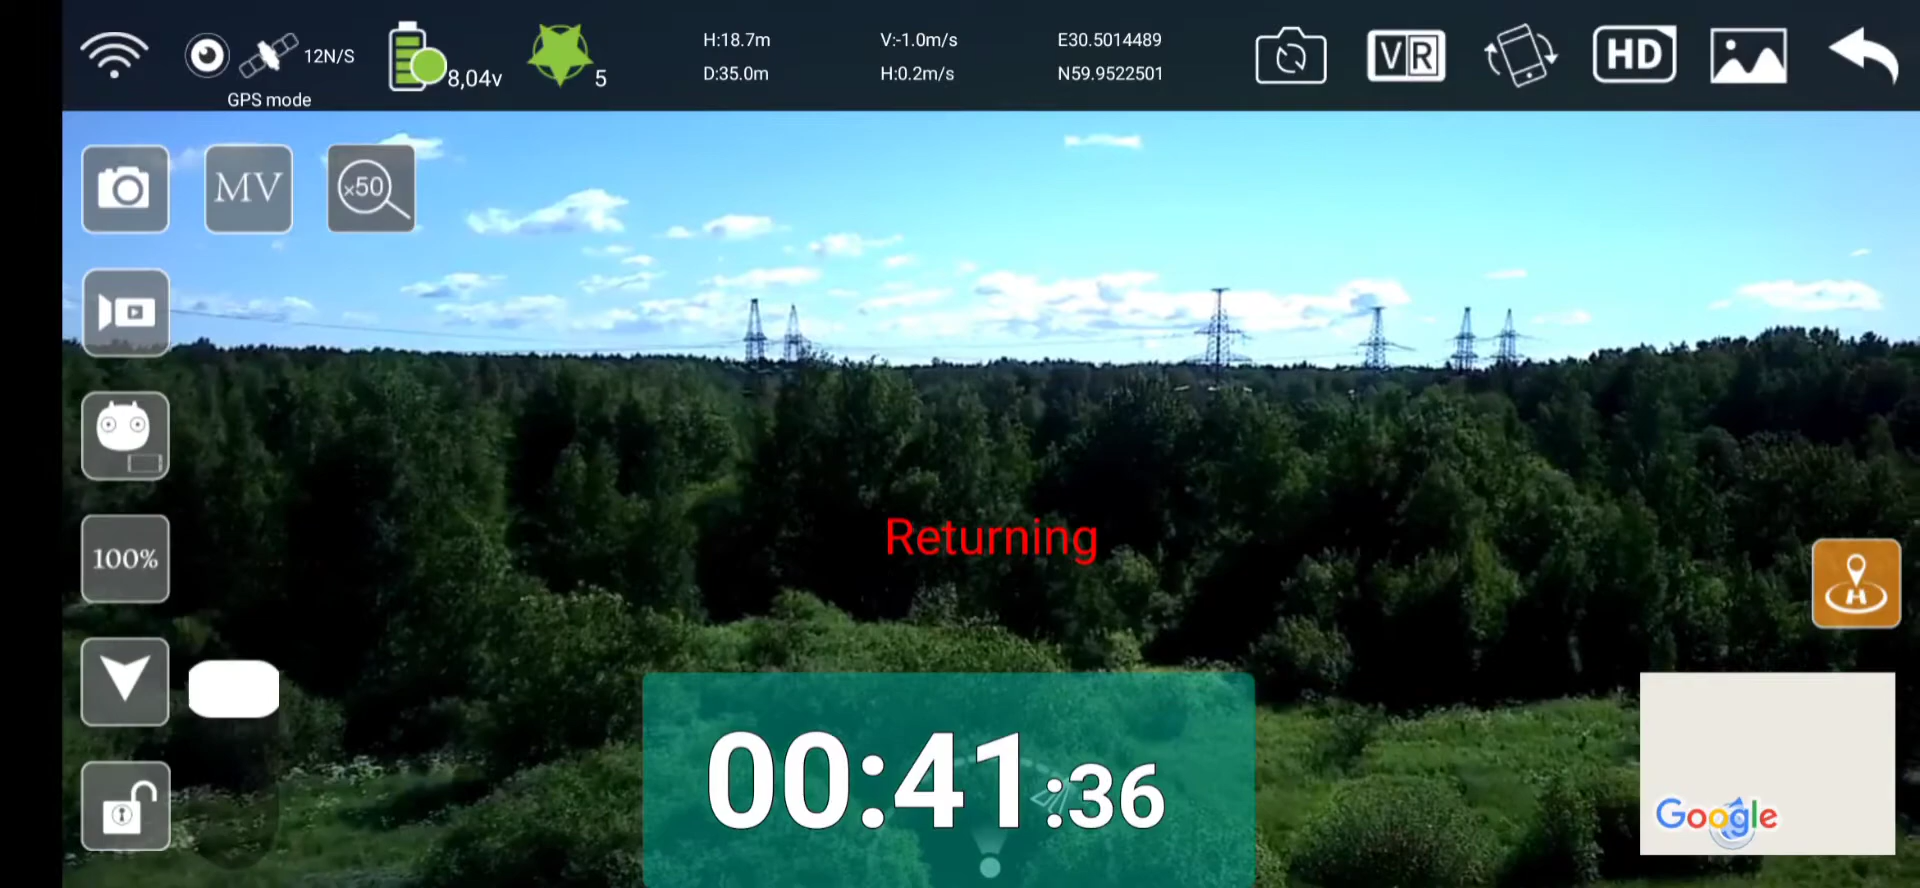 12N/S
GPS mode
8,04v
5
H:18.7m
D:35.0m
V:-1.0m/s
H:0.2m/s
E30.5014489
N59.9522501
VR
HD
MV
x50
100%
Returning
H
00:41:36
Google